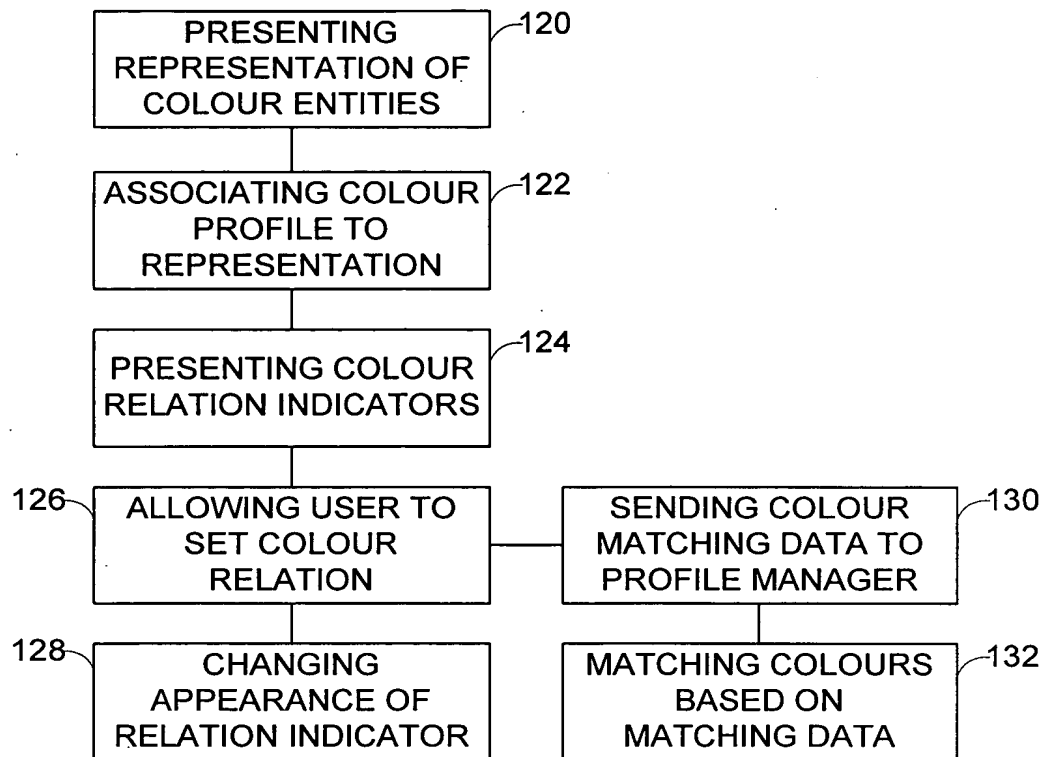 PRESENTING
REPRESENTATION OF
COLOUR ENTITIES
120
ASSOCIATING COLOUR
PROFILE TO
REPRESENTATION
122
PRESENTING COLOUR
RELATION INDICATORS
124
126
ALLOWING USER TO
SET COLOUR
RELATION
SENDING COLOUR
MATCHING DATA TO
PROFILE MANAGER
130
128
CHANGING
APPEARANCE OF
RELATION INDICATOR
MATCHING COLOURS
BASED ON
MATCHING DATA
132